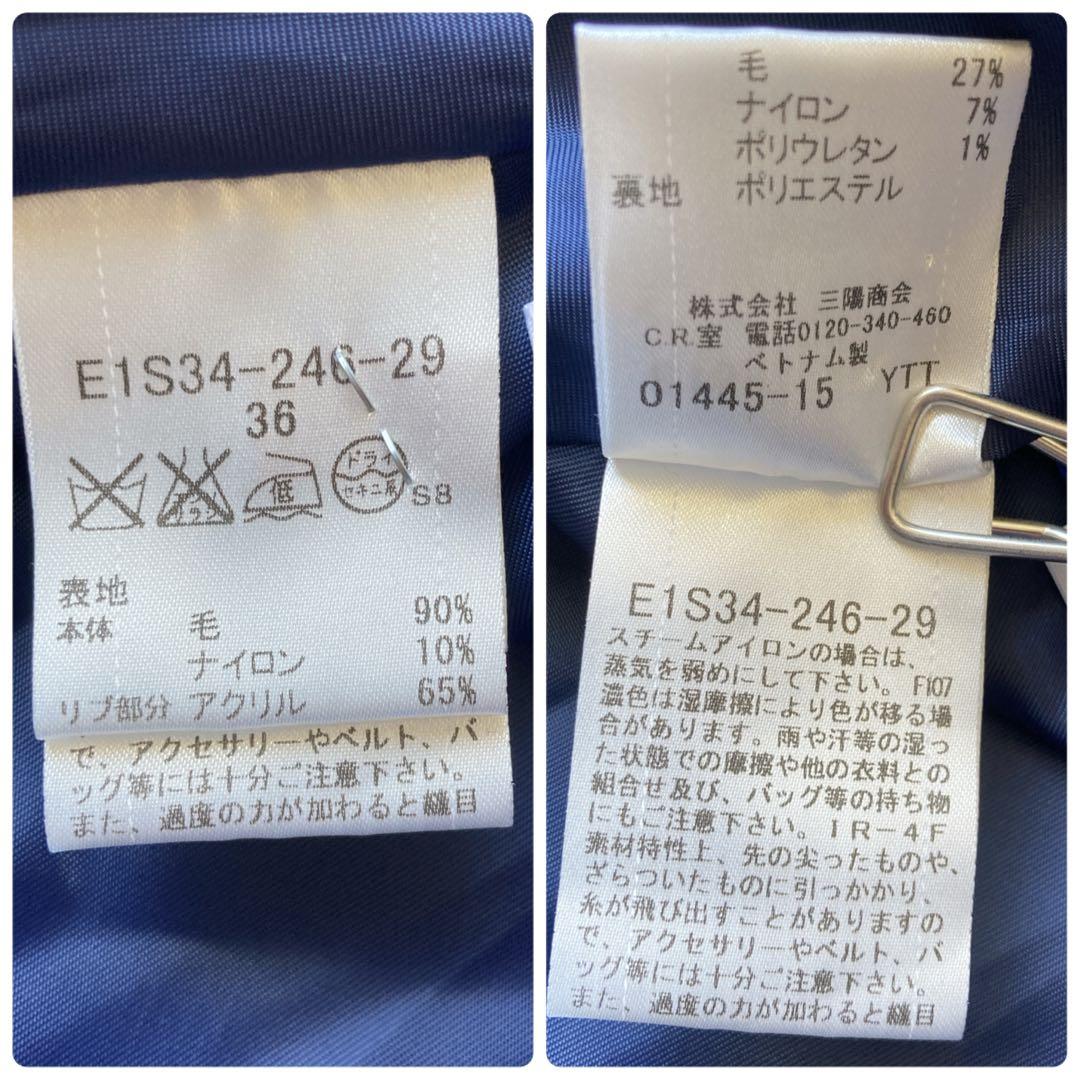 E1S34-246-29
36
エンソ
低
ドライ
セキユ系
S8
表地
本体 毛 90%
ナイロン 10%
リブ部分 アクリル 65%
で、アクセサリーやベルト、バ
ッグ等には十分ご注意下さい。
また、過度の力が加わると縫目
毛 27%
ナイロン 7%
ポリウレタン 1%
裏地 ポリエステル
株式会社 三陽商会
C.R.室 電話0120-340-460
ベトナム製
01445-15 YTT
E1S34-246-29
スチームアイロンの場合は、
蒸気を弱めにして下さい。 F107
濃色は湿摩擦により色が移る場
合があります。雨や汗等の湿っ
た状態での摩擦や他の衣料との
組合せ及び、バッグ等の持ち物
にもご注意下さい。IR-4F
素材特性上、先の尖ったものや、
ざらついたものに引っかかり、
糸が飛び出すことがありますの
で、アクセサリーやベルト、バ
ッグ等には十分ご注意下さい。
また、過度の力が加わると縫目